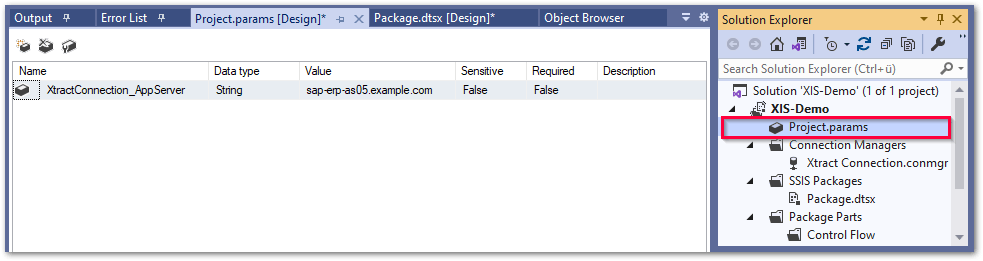 Output
Error List
Project.params [Design]*
Package.dtsx [Design]*
Object Browser
Name Data type Value Sensitive Required Description
XtractConnection_AppServer String sap-erp-as05.example.com False False
Solution Explorer
Search Solution Explorer (Ctrl+ü)
Solution 'XIS-Demo' (1 of 1 project)
XIS-Demo
Project.params
Connection Managers
Xtract Connection.conmgr
SSIS Packages
Package.dtsx
Package Parts
Control Flow